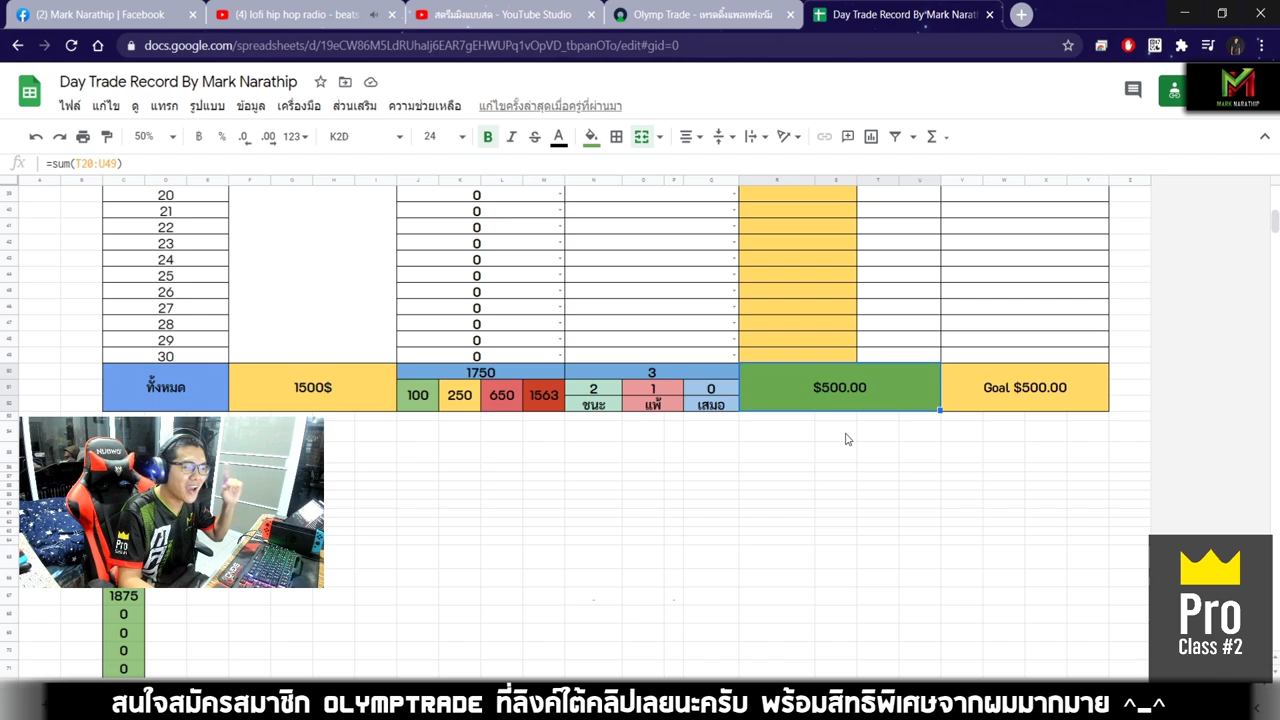 (2) Mark Narathip | Facebook
(4) lofi hip hop radio - beats
สตรีมมิงแบบสด - YouTube Studio
Olymp Trade - เทรดดิ้งแพลทฟอร์ม
Day Trade Record By Mark Narath
docs.google.com/spreadsheets/d/19eCW86M5LdRUhalj6EAR7gEHWUPq1vOpVD_tbpanOTo/edit#gid=0
Day Trade Record By Mark Narathip
MARK NARATHIP
ไฟล์ แก้ไข ดู แทรก รูปแบบ ข้อมูล เครื่องมือ ส่วนเสริม ความช่วยเหลือ แก้ไขครั้งล่าสุดเมื่อครู่ที่ผ่านมา
50% B % .0 .00 123 K2D 24 B I S A
fx =sum(T20:U49)
20 0
21 0
22 0
23 0
24 0
25 0
26 0
27 0
28 0
29 0
30 0
ทั้งหมด 1500$ 1750 3 $500.00 Goal $500.00
100 250 650 1563 2 1 0
ชนะ แพ้ เสมอ
1875
0
0
0
0
Pro
Class #2
สนใจสมัครสมาชิก OLYMPTRADE ที่ลิงค์ใต้คลิปเลยนะครับ พร้อมสิทธิพิเศษจากผมมากมาย ^_^